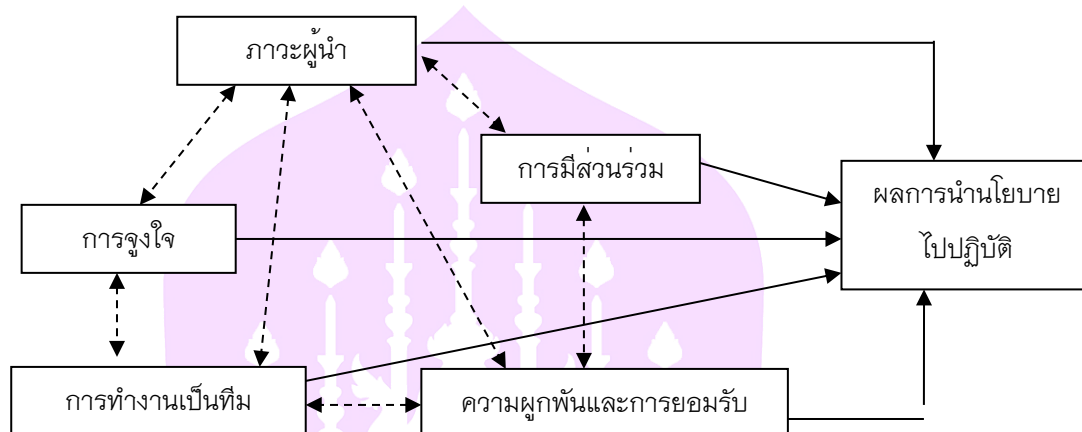 ภาวะผู้นำ
การมีส่วนร่วม
ผลการนำนโยบาย
ไปปฏิบัติ
การจูงใจ
การทำงานเป็นทีม
ความผูกพันและการยอมรับ